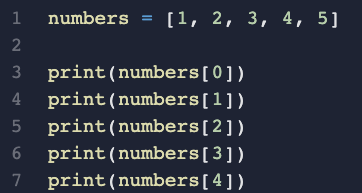 1 numbers = [1, 2, 3, 4, 5]
2
3 print(numbers[0])
4 print(numbers[1])
5 print(numbers[2])
6 print(numbers[3])
7 print(numbers[4])